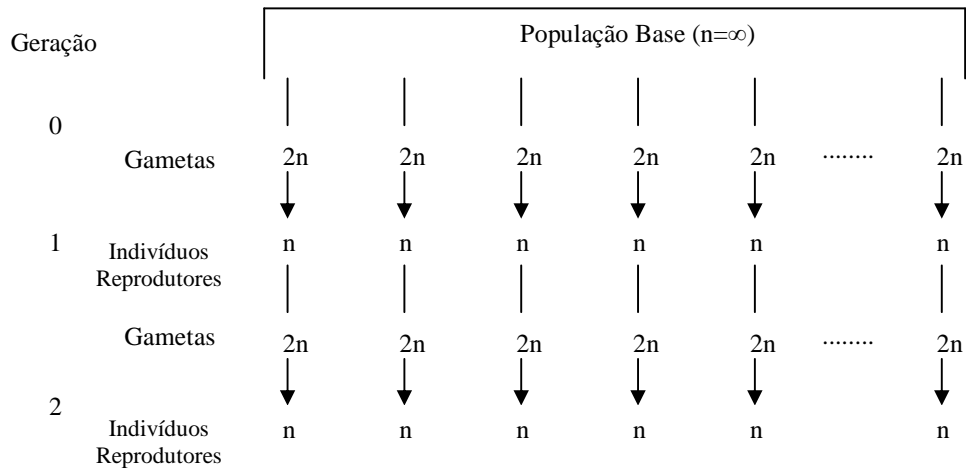 População Base (n=∞)
Geração
0
Gametas 2n 2n 2n 2n 2n ........ 2n
1
Indivíduos n n n n n n
Reprodutores
Gametas 2n 2n 2n 2n 2n ........ 2n
2
Indivíduos n n n n n n
Reprodutores